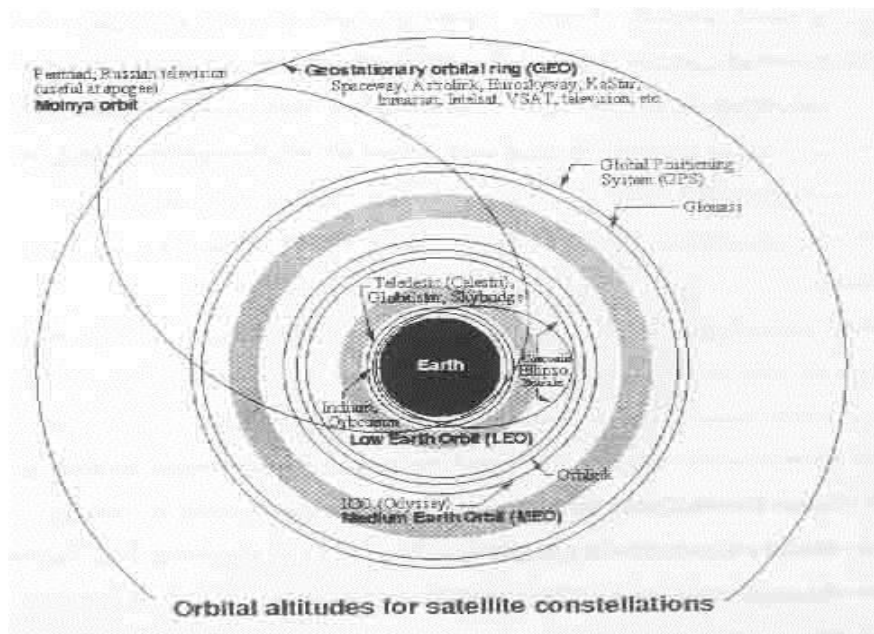 Geostationary orbital ring (GEO)
Spaceway, Astrolink, Euroskyway, KaStar,
Inmarsat, Intelsat, VSAT, television, etc
Russian television
(useful at apogee)
Molnya orbit
Global Positioning
System (GPS)
Glonass
Teledesic (Celestri),
Globalstar, Skybridge
Earth
Ellipso
Iridium,
Orbcomm
Low Earth Orbit (LEO)
Orblink
ICO, (Odyssey)
Medium Earth Orbit (MEO)
Orbital altitudes for satellite constellations